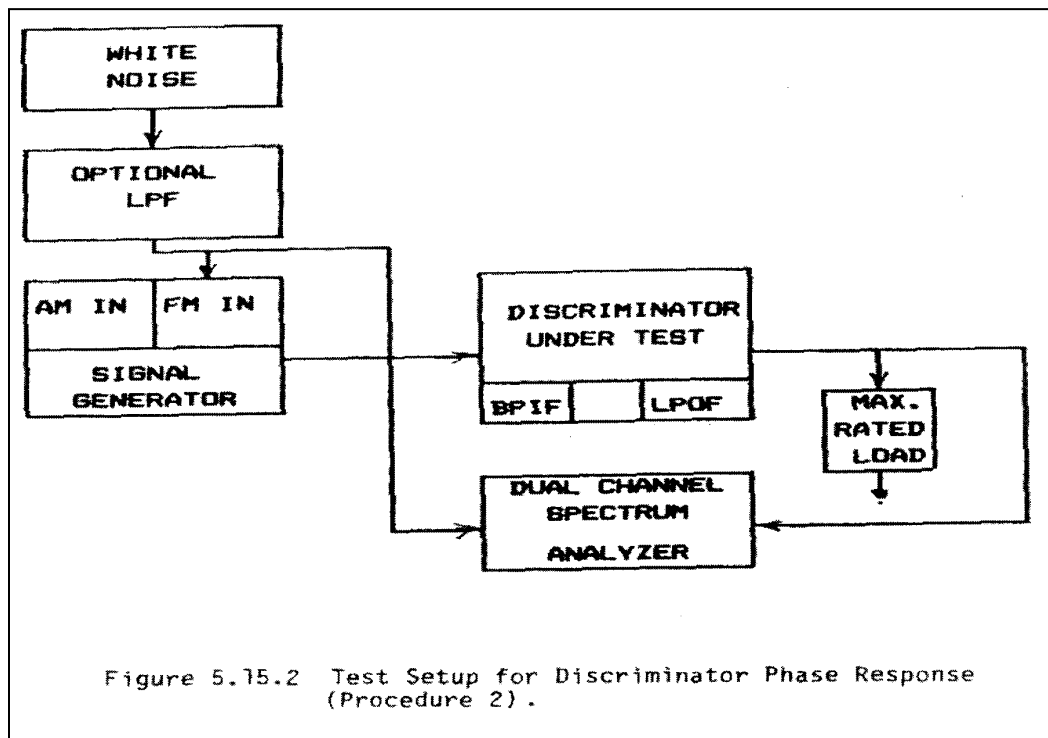 WHITE
NOISE
OPTIONAL
LPF
AM IN
FM IN
SIGNAL
GENERATOR
DISCRIMINATOR
UNDER TEST
BPIF
LPOF
MAX.
RATED
LOAD
DUAL CHANNEL
SPECTRUM
ANALYZER
Figure 5.15.2 Test Setup for Discriminator Phase Response
(Procedure 2).